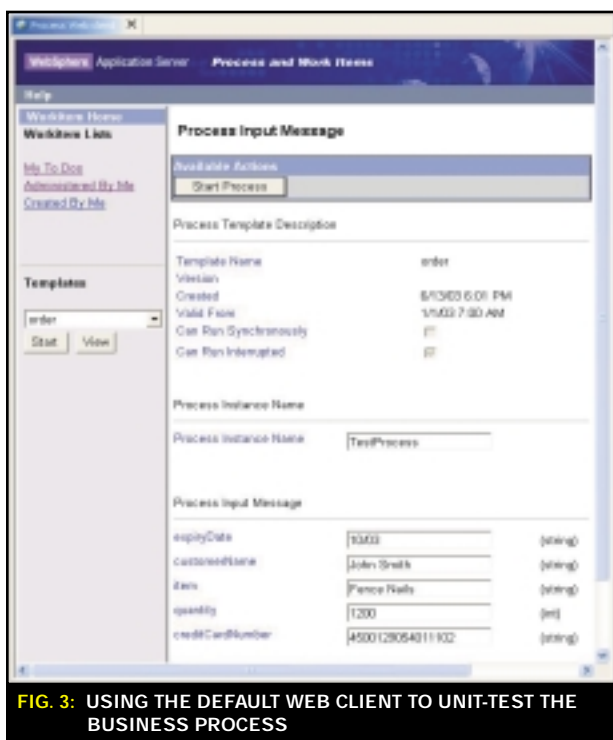 Process Web client X
WebSphere Application Server Process and Work Items
Help
WorkItem Home
WorkItem Lists
My To Dos
Administered By Me
Created By Me
Templates
order
Start View
Process Input Message
Available Actions
Start Process
Process Template Description
Template Name order
Version
Created 6/13/03 6:01 PM
Valid From 1/1/03 7:00 AM
Can Run Synchronously
Can Run Interrupted
Process Instance Name
Process Instance Name TestProcess
Process Input Message
expiryDate 10/03 (string)
customerName John Smith (string)
item Fence Nails (string)
quantity 1200 (int)
creditCardNumber (string)
FIG. 3: USING THE DEFAULT WEB CLIENT TO UNIT-TEST THE
BUSINESS PROCESS